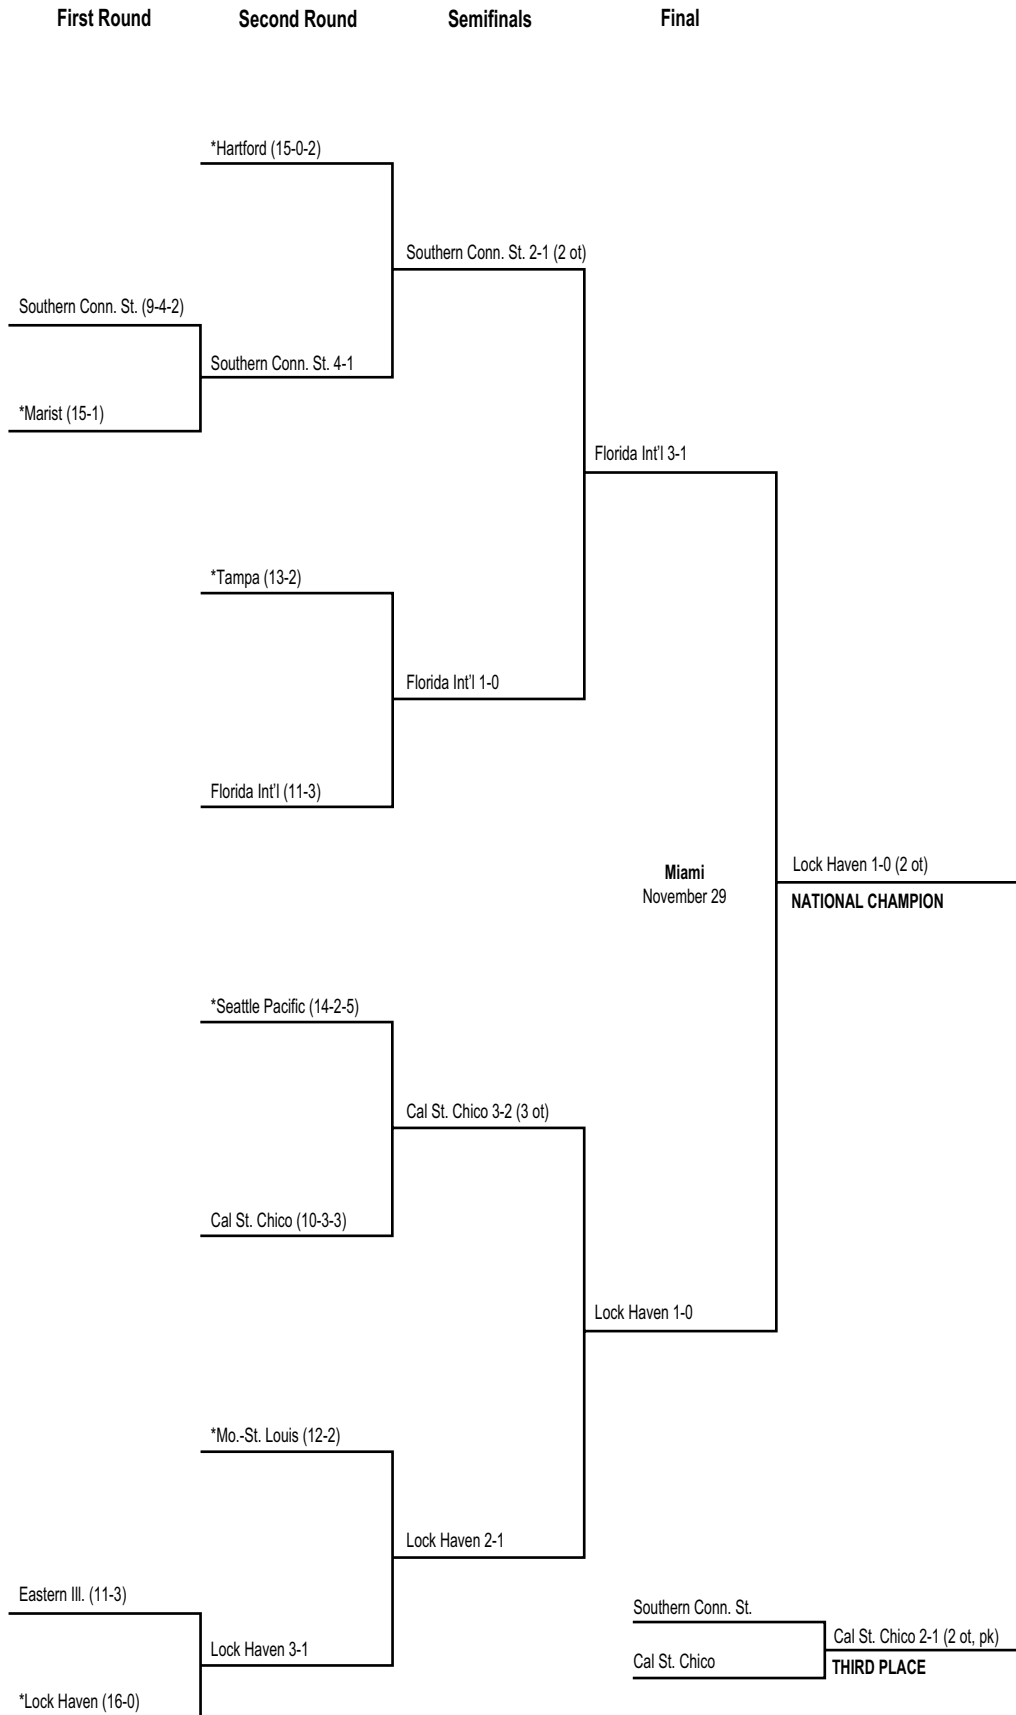 First Round Second Round Semifinals Final
*Hartford (15-0-2)
Southern Conn. St. 2-1 (2 ot)
Southern Conn. St. (9-4-2)
Southern Conn. St. 4-1
*Marist (15-1)
Florida Int'l 3-1
*Tampa (13-2)
Florida Int'l 1-0
Florida Int'l (11-3)
Miami
November 29
Lock Haven 1-0 (2 ot)
NATIONAL CHAMPION
*Seattle Pacific (14-2-5)
Cal St. Chico 3-2 (3 ot)
Cal St. Chico (10-3-3)
Lock Haven 1-0
*Mo.-St. Louis (12-2)
Lock Haven 2-1
Eastern Ill. (11-3)
Lock Haven 3-1
*Lock Haven (16-0)
Southern Conn. St.
Cal St. Chico
Cal St. Chico 2-1 (2 ot, pk)
THIRD PLACE